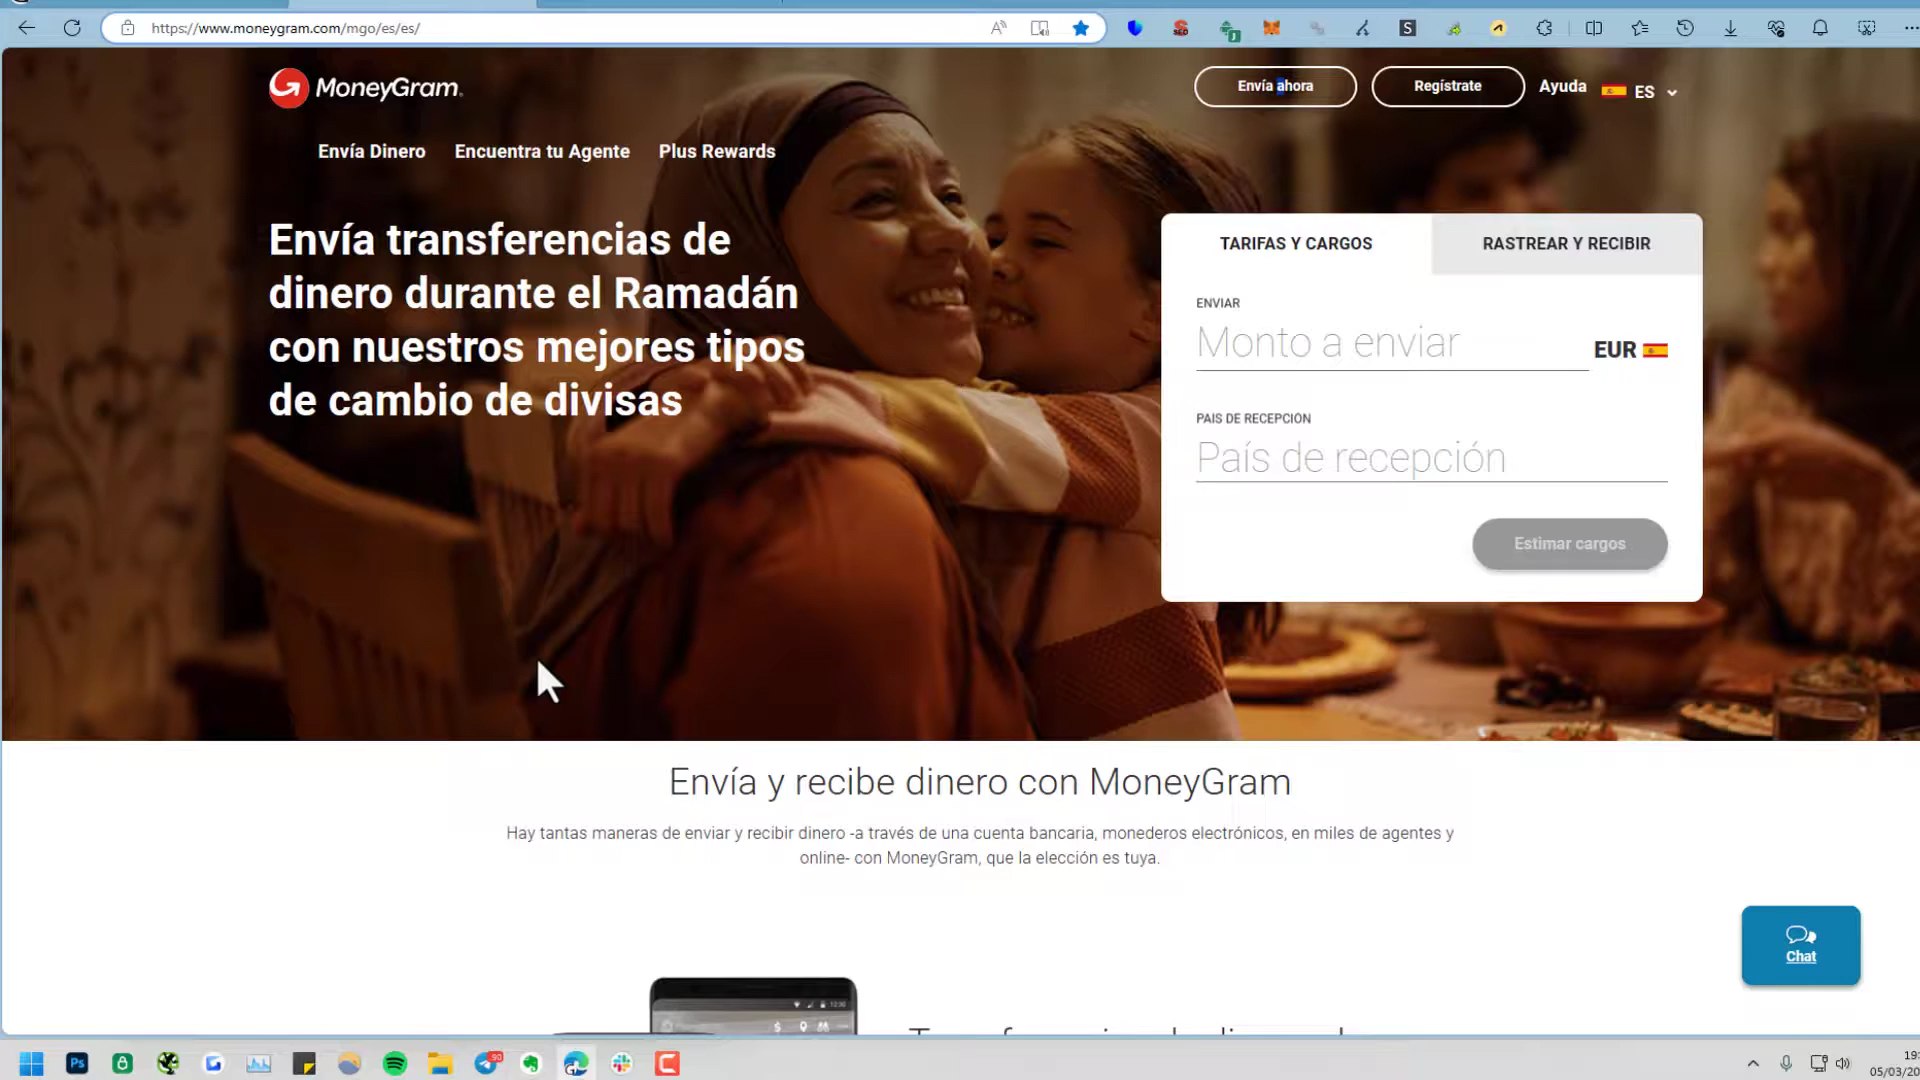 https://www.moneygram.com/mgo/es/es/
MoneyGram
Envía ahora
Regístrate
Ayuda
ES
Envía Dinero
Encuentra tu Agente
Plus Rewards
Envía transferencias de
dinero durante el Ramadán
con nuestros mejores tipos
de cambio de divisas
TARIFAS Y CARGOS
RASTREAR Y RECIBIR
ENVIAR
Monto a enviar
EUR
PAIS DE RECEPCION
País de recepción
Estimar cargos
Envía y recibe dinero con MoneyGram
Hay tantas maneras de enviar y recibir dinero -a través de una cuenta bancaria, monederos electrónicos, en miles de agentes y
online- con MoneyGram, que la elección es tuya.
Chat
12:30
Ps
90